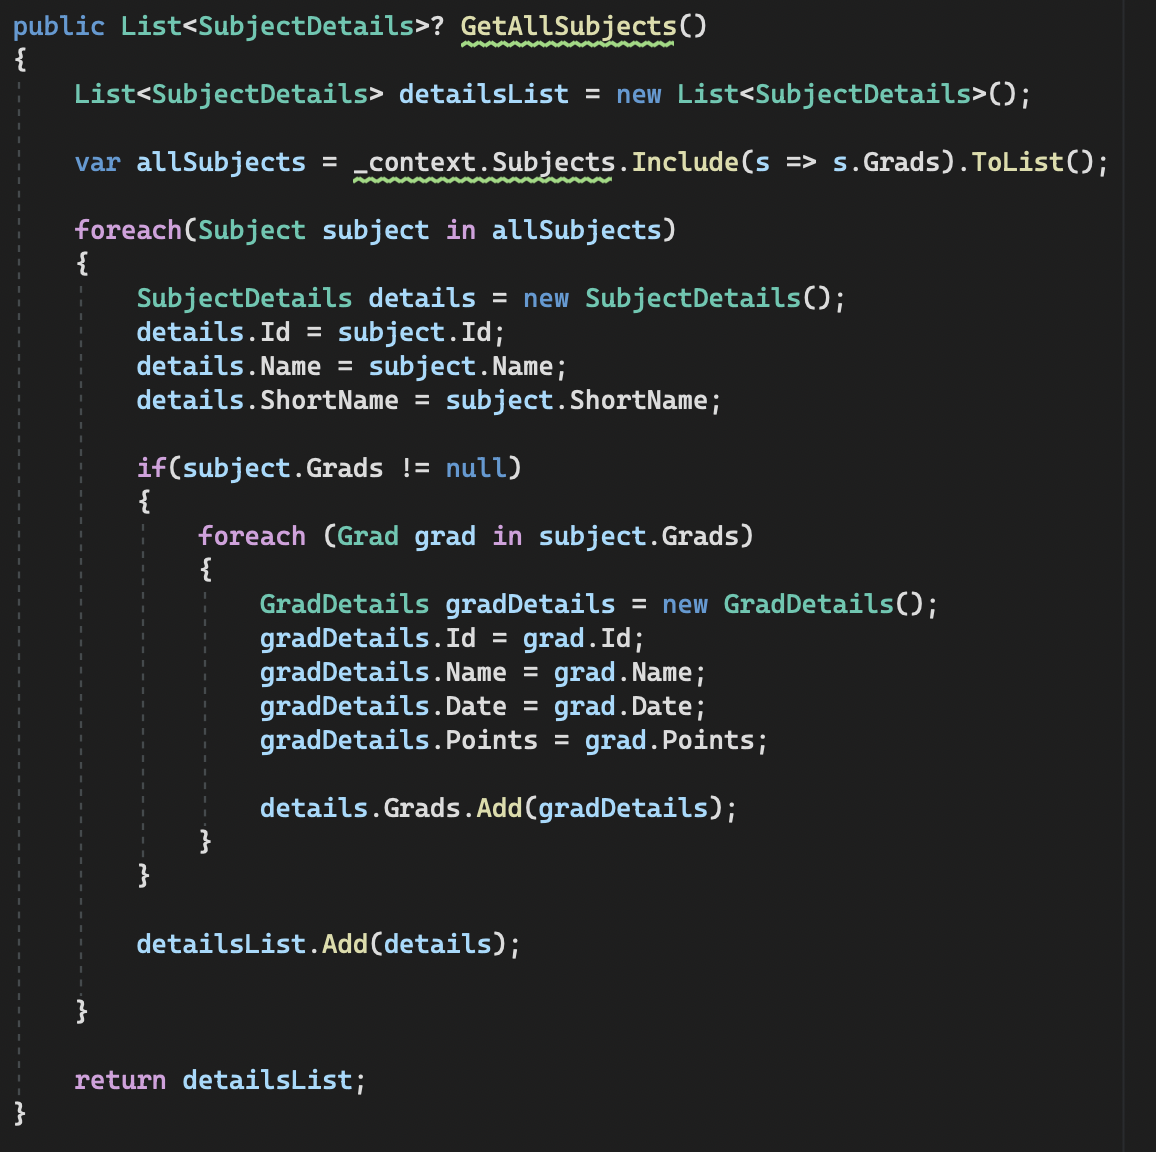 public List<SubjectDetails>? GetAllSubjects()
{
    List<SubjectDetails> detailsList = new List<SubjectDetails>();
    var allSubjects = _context.Subjects.Include(s => s.Grads).ToList();
    foreach(Subject subject in allSubjects)
    {
        SubjectDetails details = new SubjectDetails();
        details.Id = subject.Id;
        details.Name = subject.Name;
        details.ShortName = subject.ShortName;
        if(subject.Grads != null)
        {
            foreach (Grad grad in subject.Grads)
            {
                GradDetails gradDetails = new GradDetails();
                gradDetails.Id = grad.Id;
                gradDetails.Name = grad.Name;
                gradDetails.Date = grad.Date;
                gradDetails.Points = grad.Points;
                details.Grads.Add(gradDetails);
            }
        }
        detailsList.Add(details);
    }
    return detailsList;
}